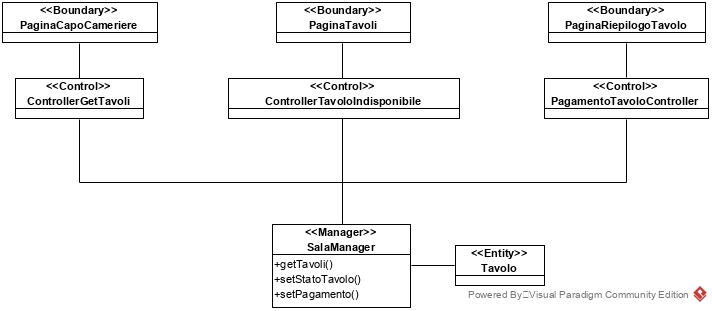 <<Boundary>>
PaginaCapoCameriere
<<Boundary>>
PaginaTavoli
<<Boundary>>
PaginaRiepilogoTavolo
<<Control>>
ControllerGetTavoli
<<Control>>
ControllerTavoloIndisponibile
<<Control>>
PagamentoTavoloController
<<Manager>>
SalaManager
+getTavoli()
+setStatoTavolo()
+setPagamento()
<<Entity>>
Tavolo
Powered By Visual Paradigm Community Edition